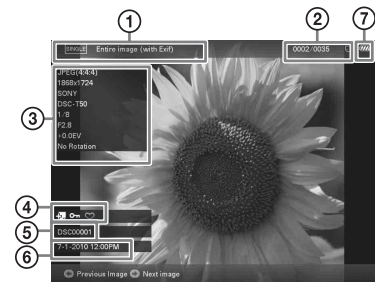 1
2
7
SINGLE Entire image (with Exif)
0002/0035
3
JPEG(4:4:4)
1868x1724
SONY
DSC-T50
1/8
F2.8
+0.0EV
No Rotation
4
5
DSC00001
6
7-1-2010 12:00PM
Previous Image Next image